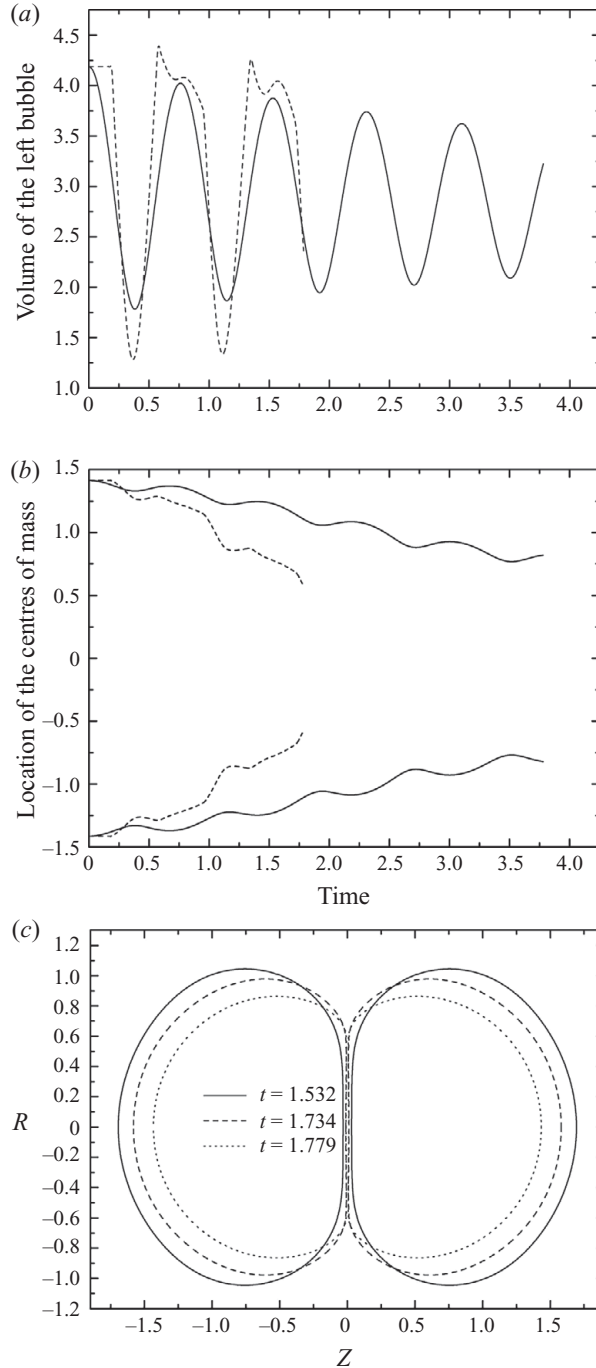 (a)
4.5
4.0
3.5
3.0
2.5
2.0
1.5
1.0
Volume of the left bubble
0 0.5 1.0 1.5 2.0 2.5 3.0 3.5 4.0
(b)
1.5
1.0
0.5
0
–0.5
–1.0
–1.5
Location of the centres of mass
0 0.5 1.0 1.5 2.0 2.5 3.0 3.5 4.0
Time
(c)
1.2
1.0
0.8
0.6
0.4
0.2
0
–0.2
–0.4
–0.6
–0.8
–1.0
–1.2
R
t = 1.532
t = 1.734
t = 1.779
–1.5 –1.0 –0.5 0 0.5 1.0 1.5
Z